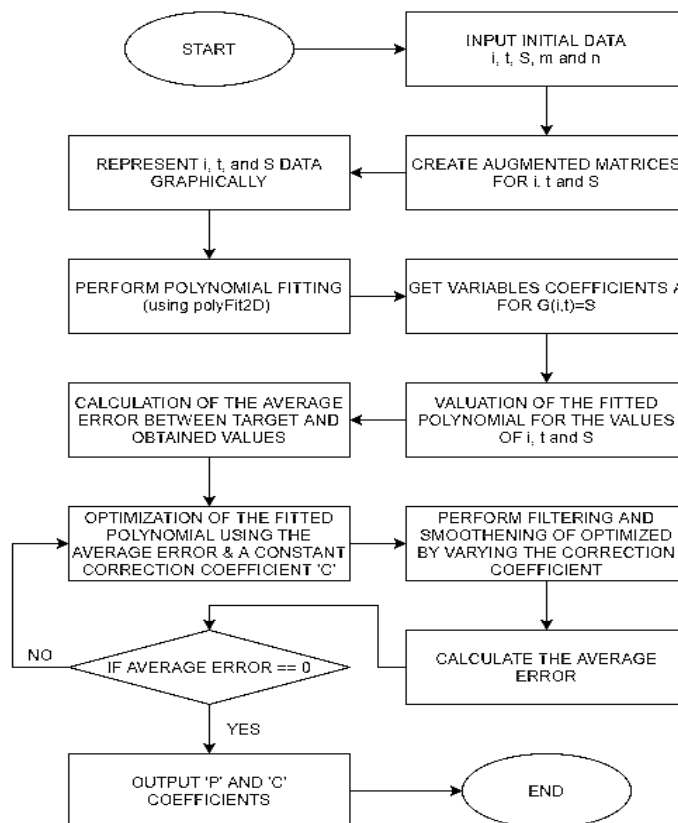 START
INPUT INITIAL DATA
i, t, S, m and n
REPRESENT i, t, and S DATA
GRAPHICALLY
CREATE AUGMENTED MATRICES
FOR i. t and S
PERFORM POLYNOMIAL FITTING
(using polyFit2D)
GET VARIABLES COEFFICIENTS A
FOR G(i,t)=S
CALCULATION OF THE AVERAGE
ERROR BETWEEN TARGET AND
OBTAINED VALUES
VALUATION OF THE FITTED
POLYNOMIAL FOR THE VALUES
OF i, t and S
OPTIMIZATION OF THE FITTED
POLYNOMIAL USING THE
AVERAGE ERROR & A CONSTANT
CORRECTION COEFFICIENT 'C'
PERFORM FILTERING AND
SMOOTHENING OF OPTIMIZED
BY VARYING THE CORRECTION
COEFFICIENT
NO
IF AVERAGE ERROR == 0
CALCULATE THE AVERAGE
ERROR
YES
OUTPUT 'P' AND 'C'
COEFFICIENTS
END